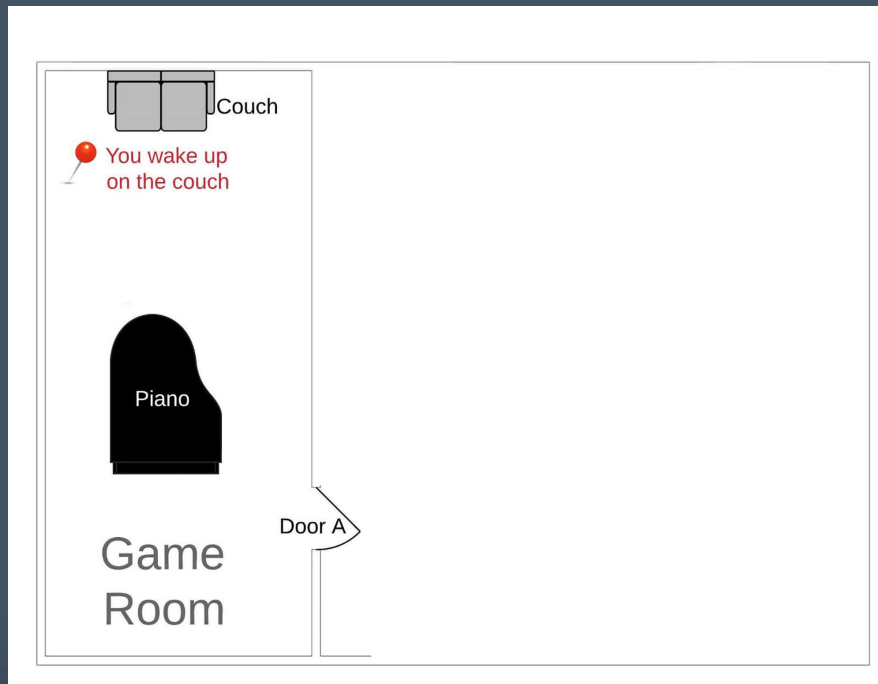 Couch
You wake up
on the couch
Piano
Door A
Game
Room